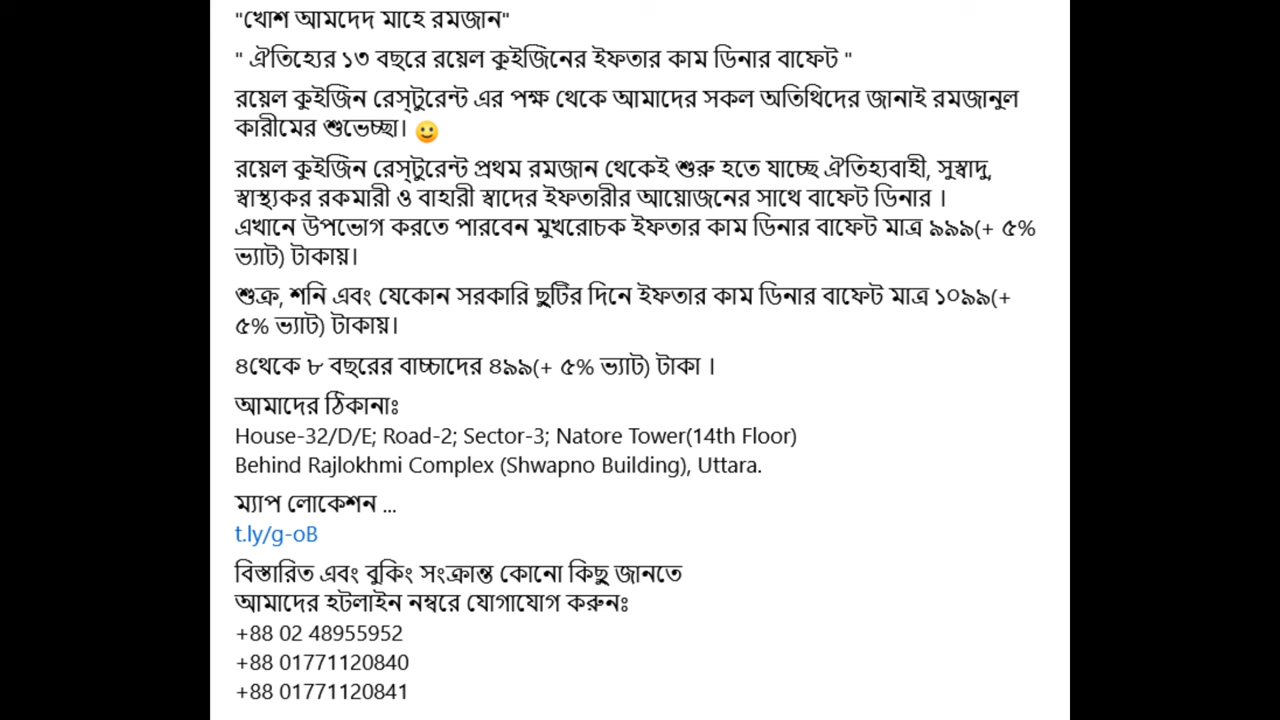 "খোশ আমদেদ মাহে রমজান"
" ঐতিহ্যের ১৩ বছরে রয়েল কুইজিনের ইফতার কাম ডিনার বাফেট "
রয়েল কুইজিন রেস্টুরেন্ট এর পক্ষ থেকে আমাদের সকল অতিথিদের জানাই রমজানুল
কারীমের শুভেচ্ছা। 🙂
রয়েল কুইজিন রেস্টুরেন্ট প্রথম রমজান থেকেই শুরু হতে যাচ্ছে ঐতিহ্যবাহী, সুস্বাদু,
স্বাস্থ্যকর রকমারী ও বাহারী স্বাদের ইফতারীর আয়োজনের সাথে বাফেট ডিনার ।
এখানে উপভোগ করতে পারবেন মুখরোচক ইফতার কাম ডিনার বাফেট মাত্র ৯৯৯(+ ৫%
ভ্যাট) টাকায়।
শুক্র, শনি এবং যেকোন সরকারি ছুটির দিনে ইফতার কাম ডিনার বাফেট মাত্র ১০৯৯(+
৫% ভ্যাট) টাকায়।
৪থেকে ৮ বছরের বাচ্চাদের ৪৯৯(+ ৫% ভ্যাট) টাকা ।
আমাদের ঠিকানাঃ
House-32/D/E; Road-2; Sector-3; Natore Tower(14th Floor)
Behind Rajlokhmi Complex (Shwapno Building), Uttara.
ম্যাপ লোকেশন ...
t.ly/g-oB
বিস্তারিত এবং বুকিং সংক্রান্ত কোনো কিছু জানতে
আমাদের হটলাইন নম্বরে যোগাযোগ করুনঃ
+88 02 48955952
+88 01771120840
+88 01771120841